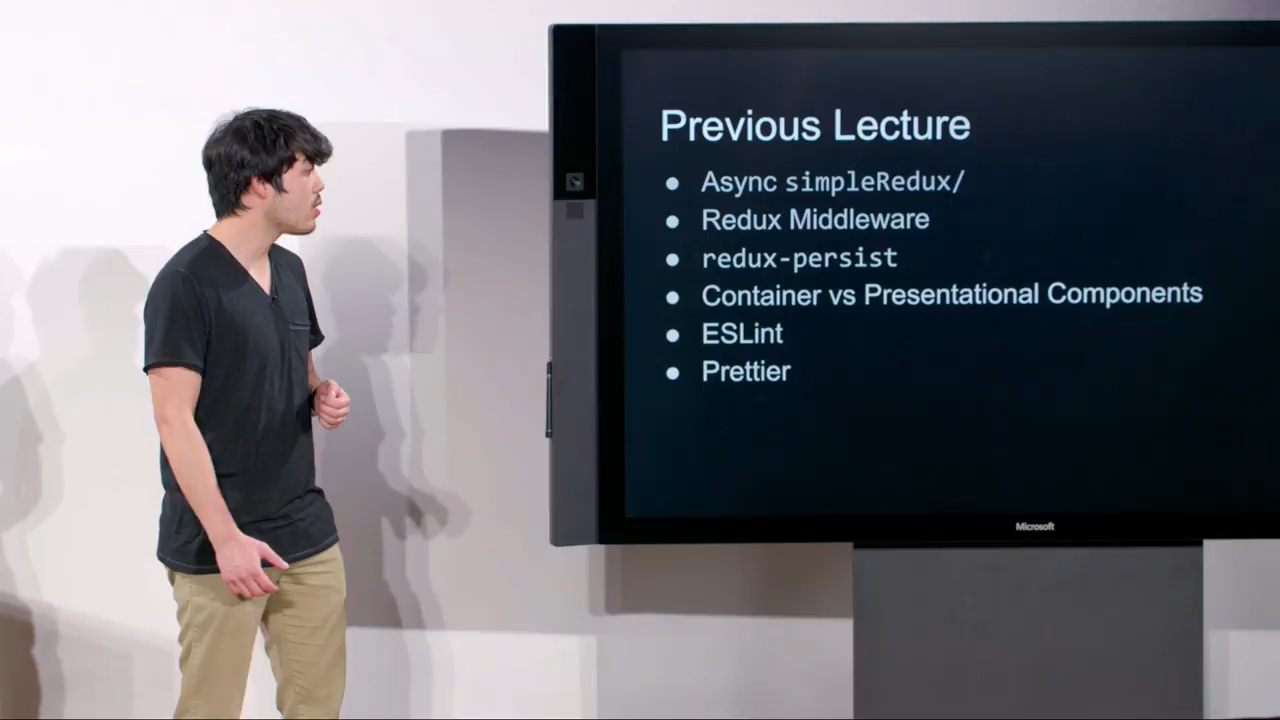 Previous Lecture
● Async simpleRedux/
● Redux Middleware
● redux-persist
● Container vs Presentational Components
● ESLint
● Prettier
Microsoft